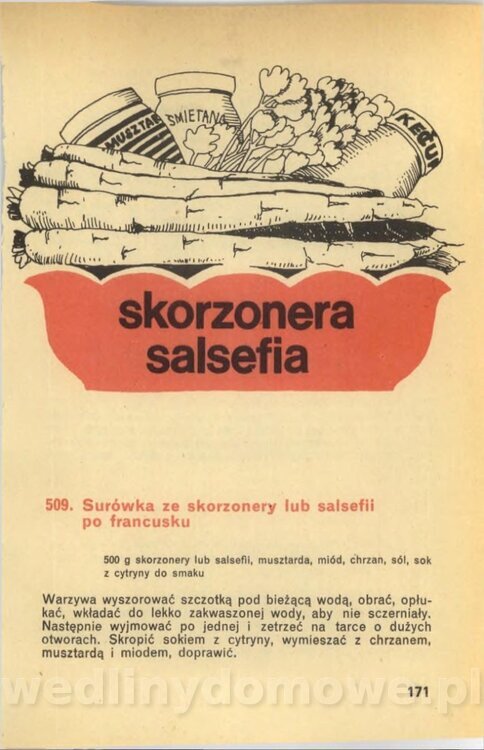 MUSZTAR
ŚMIETANA
KECZUP
skorzonera
salsefia
509. Surówka ze skorzonery lub salsefii
po francusku
500 g skorzonery lub salsefii, musztarda, miód, chrzan, sól, sok
z cytryny do smaku
Warzywa wyszorować szczotką pod bieżącą wodą, obrać, opłu-
kać, wkładać do lekko zakwaszonej wody, aby nie sczerniały.
Następnie wyjmować po jednej i zetrzeć na tarce o dużych
otworach. Skropić sokiem z cytryny, wymieszać z chrzanem,
musztardą i miodem, doprawić.
171
wedlinydomowe.pl